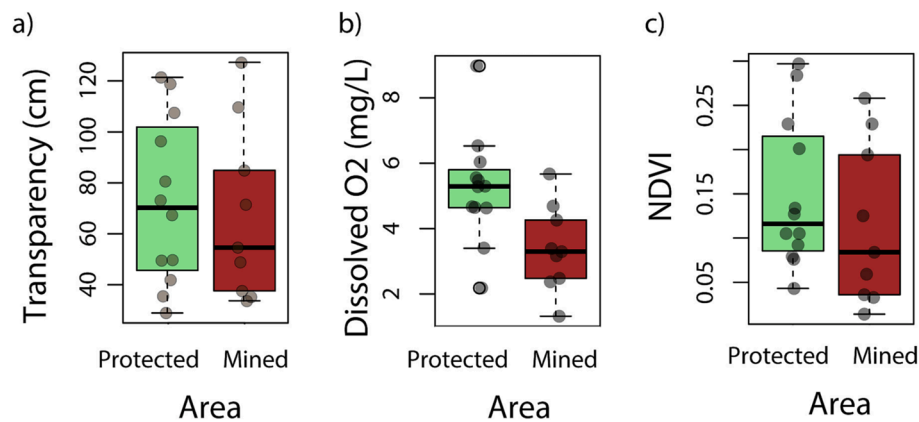 a)
Transparency (cm)
120
100
80
60
40
Protected Mined
Area
b)
Dissolved O2 (mg/L)
8
6
4
2
Protected Mined
Area
c)
NDVI
0.25
0.15
0.05
Protected Mined
Area